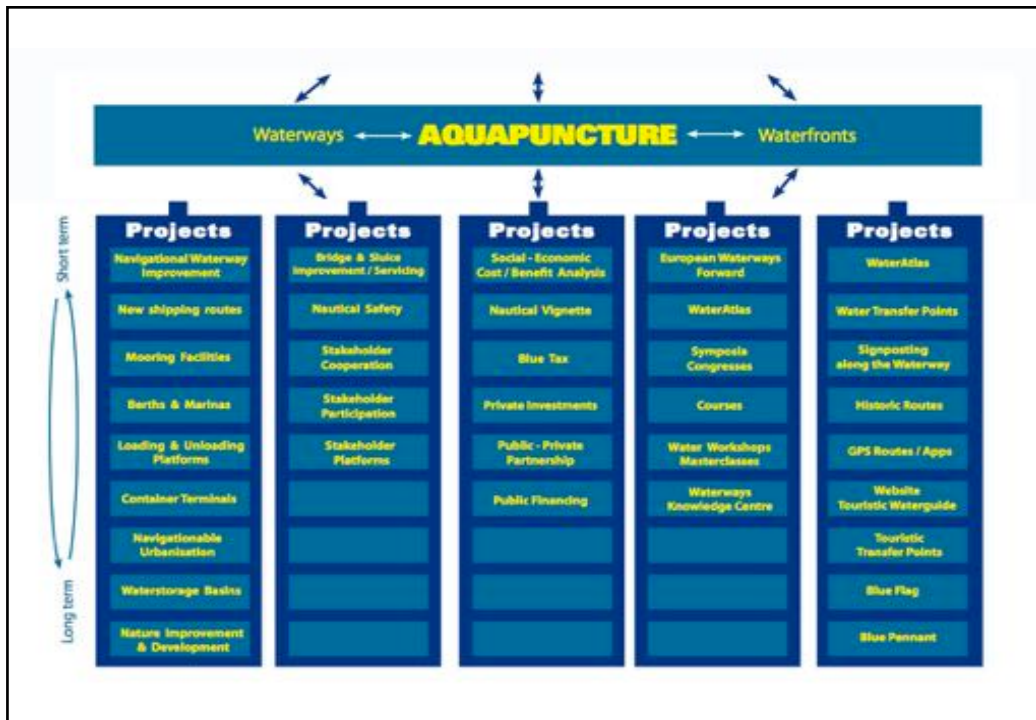 Waterways AQUAPUNCTURE Waterfronts
Short term
Long term
Projects
Navigational Waterway
Improvement
New shipping routes
Mooring Facilities
Berths & Marinas
Loading & Unloading
Platforms
Container Terminals
Navigationable
Urbanisation
Waterstorage Basins
Nature Improvement
& Development
Projects
Bridge & Sluice
Improvement / Servicing
Nautical Safety
Stakeholder
Cooperation
Stakeholder
Participation
Stakeholder
Platforms
Projects
Social - Economic
Cost / Benefit Analysis
Nautical Vignette
Blue Tax
Private Investments
Public - Private
Partnership
Public Financing
Projects
European Waterways
Forward
WaterAtlas
Symposia
Congresses
Courses
Water Workshops
Masterclasses
Waterways
Knowledge Centre
Projects
WaterAtlas
Water Transfer Points
Signposting
along the Waterway
Historic Routes
GPS Routes / Apps
Website
Touristic Waterguide
Touristic
Transfer Points
Blue Flag
Blue Pennant